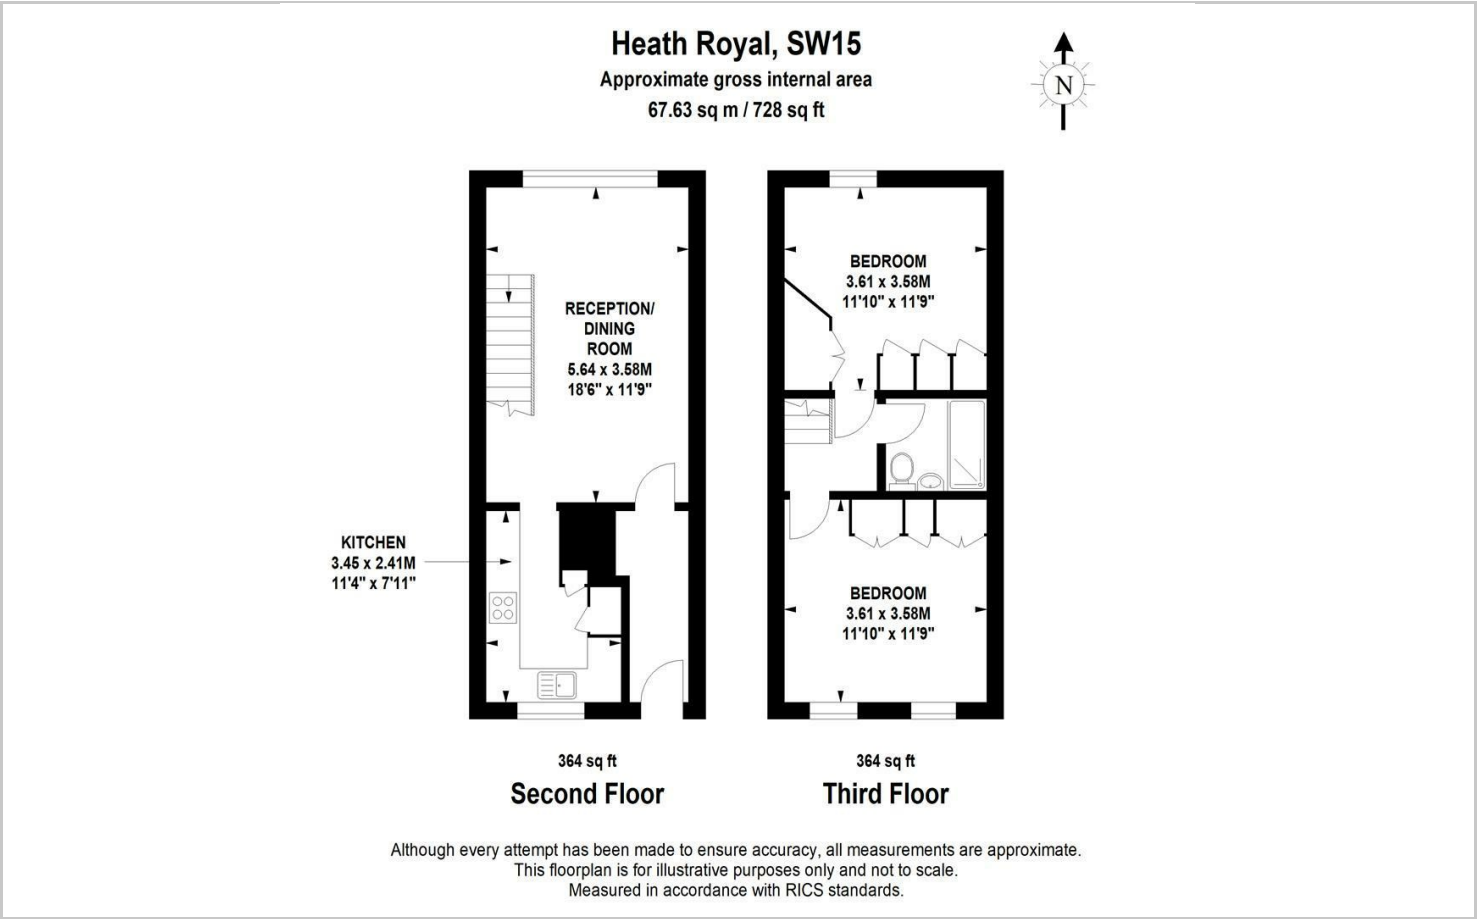 Heath Royal, SW15
Approximate gross internal area
67.63 sq m / 728 sq ft
N
RECEPTION/
DINING
ROOM
5.64 x 3.58M
18'6" x 11'9"
KITCHEN
3.45 x 2.41M
11'4" x 7'11"
364 sq ft
Second Floor
BEDROOM
3.61 x 3.58M
11'10" x 11'9"
BEDROOM
3.61 x 3.58M
11'10" x 11'9"
364 sq ft
Third Floor
Although every attempt has been made to ensure accuracy, all measurements are approximate.
This floorplan is for illustrative purposes only and not to scale.
Measured in accordance with RICS standards.